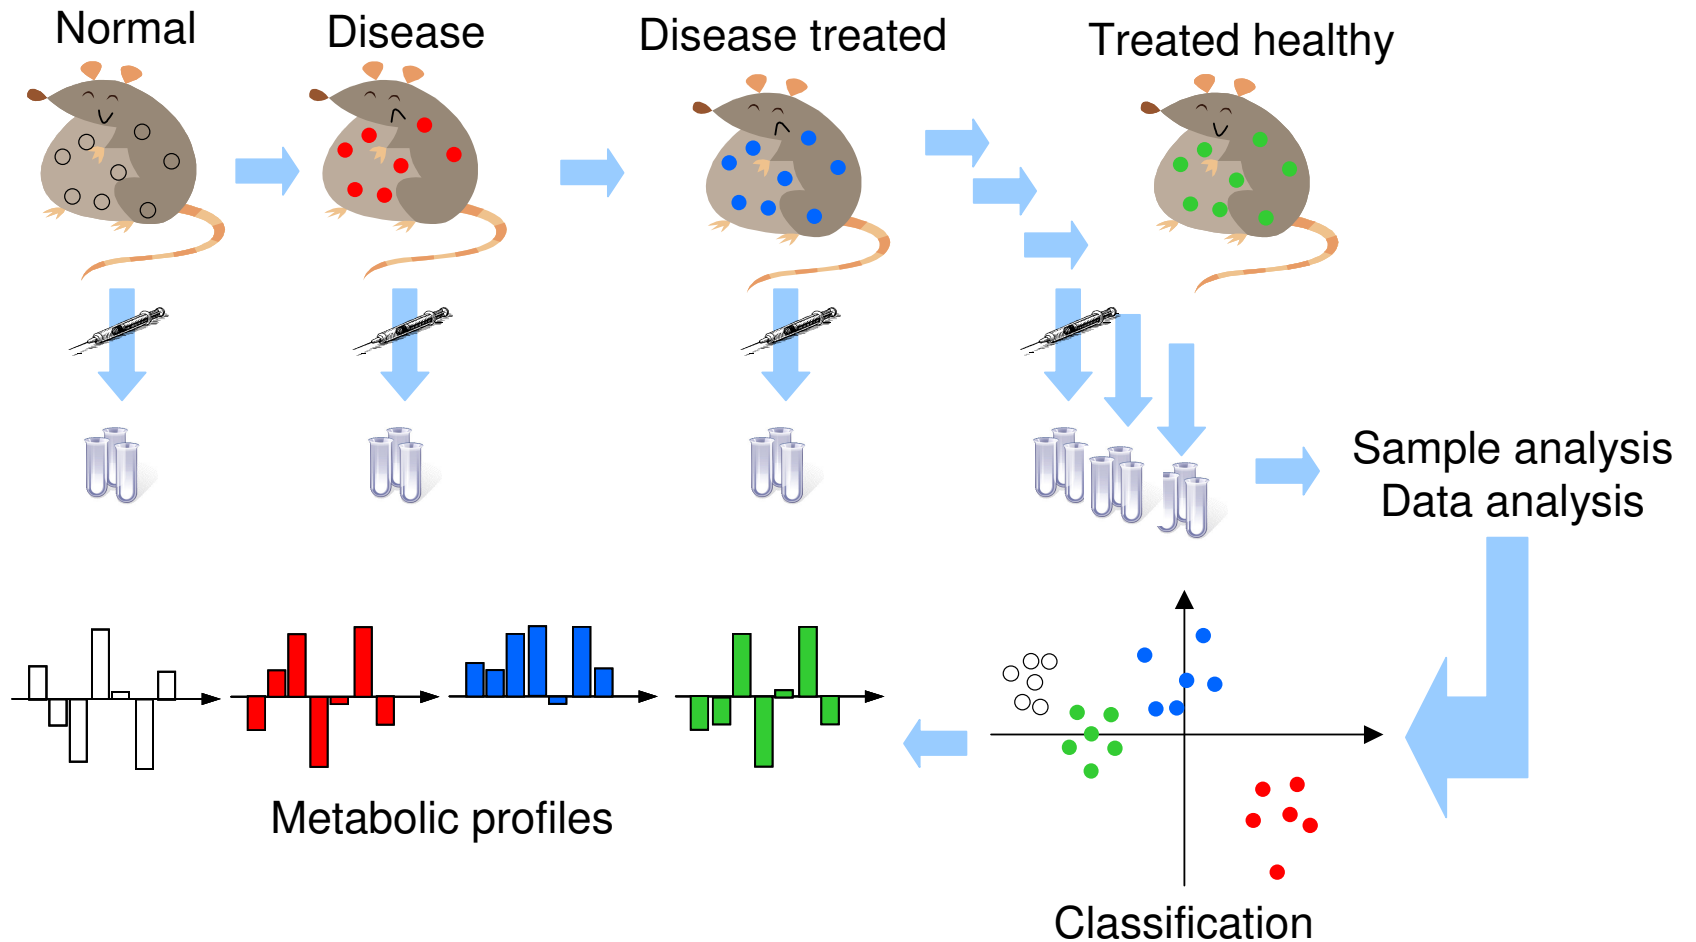 Normal
Disease
Disease treated
Treated healthy
Sample analysis
Data analysis
Metabolic profiles
Classification